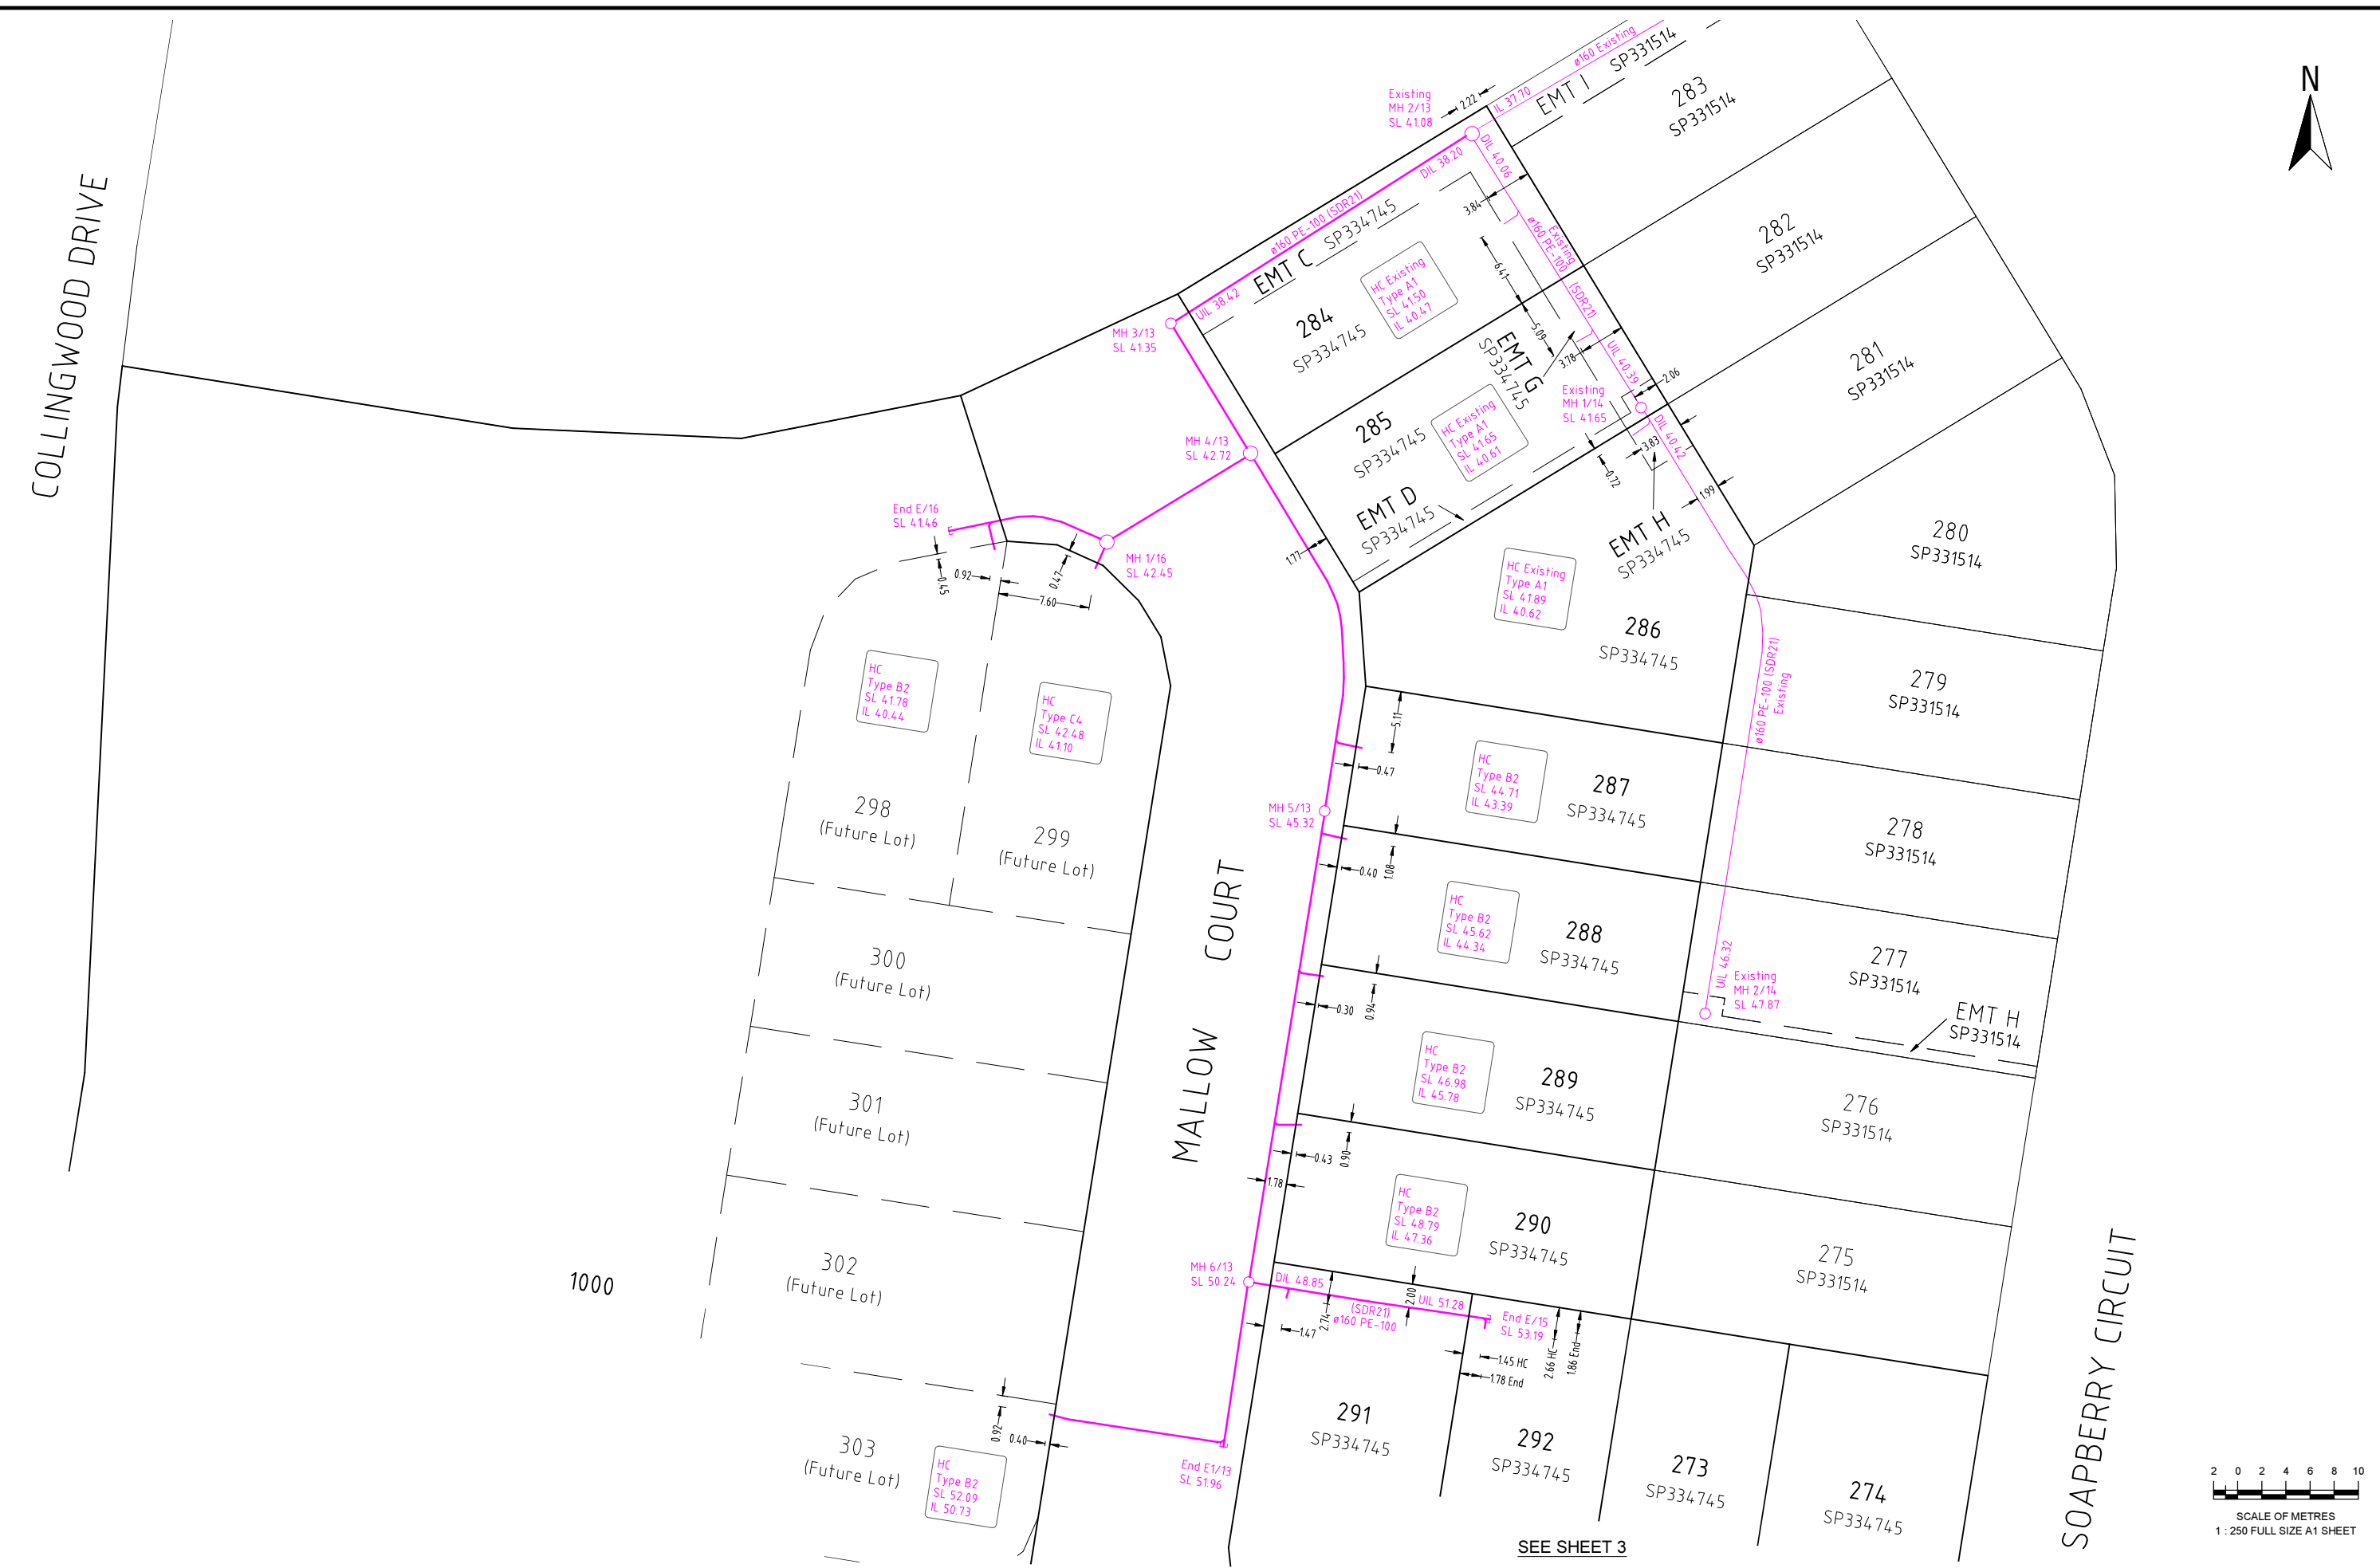 COLLINGWOOD DRIVE
N
ø160 Existing
SP331514
EMT I
IL 37.70
2.22
Existing
MH 2/13
SL 41.08
283
SP331514
DIL 40.06
DIL 38.20
ø160 PE-100 (SDR21)
EMT C
SP334745
UIL 38.42
3.84
Existing
ø160 PE-100 (SDR21)
282
SP331514
6.41
HC Existing
Type A1
SL 41.50
IL 40.47
284
SP334745
MH 3/13
SL 41.35
5.09
EMT G
SP334745
3.78
UIL 40.39
2.06
281
SP331514
Existing
MH 1/14
SL 41.65
HC Existing
Type A1
SL 41.65
IL 40.61
285
SP334745
MH 4/13
SL 42.72
DIL 40.42
3.83
0.72
1.99
EMT D
SP334745
EMT H
SP334745
1.77
280
SP331514
End E/16
SL 41.46
E
MH 1/16
SL 42.45
0.45
0.92
0.47
7.60
HC Existing
Type A1
SL 41.89
IL 40.62
286
SP334745
279
SP331514
ø160 PE-100 (SDR21)
Existing
HC
Type B2
SL 41.78
IL 40.44
HC
Type C4
SL 42.48
IL 41.10
5.11
0.47
HC
Type B2
SL 44.71
IL 43.39
287
SP334745
298
(Future Lot)
299
(Future Lot)
MH 5/13
SL 45.32
278
SP331514
0.40
1.08
HC
Type B2
SL 45.62
IL 44.34
288
SP334745
MALLOW COURT
300
(Future Lot)
277
SP331514
UIL 46.32
Existing
MH 2/14
SL 47.87
0.30
0.94
EMT H
SP331514
HC
Type B2
SL 46.98
IL 45.78
289
SP334745
301
(Future Lot)
276
SP331514
0.43
0.90
1.78
HC
Type B2
SL 48.79
IL 47.36
290
SP334745
275
SP331514
302
(Future Lot)
1000
MH 6/13
SL 50.24
DIL 48.85
(SDR21)
ø160 PE-100
2.00
UIL 51.28
E
End E/15
SL 53.19
2.74
1.47
1.45 HC
1.78 End
2.66 HC
1.86 End
SOAPBERRY CIRCUIT
291
SP334745
292
SP334745
273
SP334745
274
SP334745
0.92
0.40
303
(Future Lot)
HC
Type B2
SL 52.09
IL 50.73
E
End E1/13
SL 51.96
SEE SHEET 3
2 0 2 4 6 8 10
SCALE OF METRES
1 : 250 FULL SIZE A1 SHEET